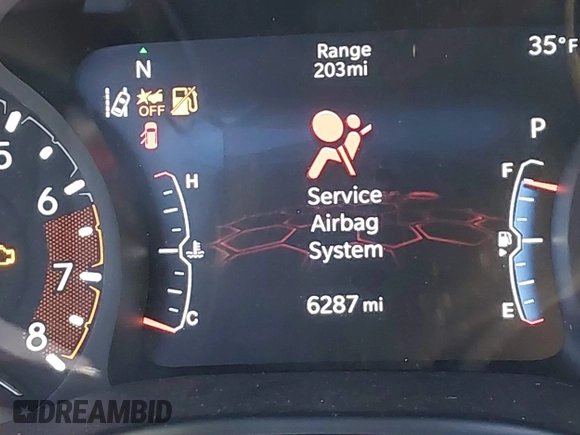 Range
203mi
35°F
N
OFF
P
H
F
5
6
7
8
Service
Airbag
System
C
E
6287 mi
DREAMBID